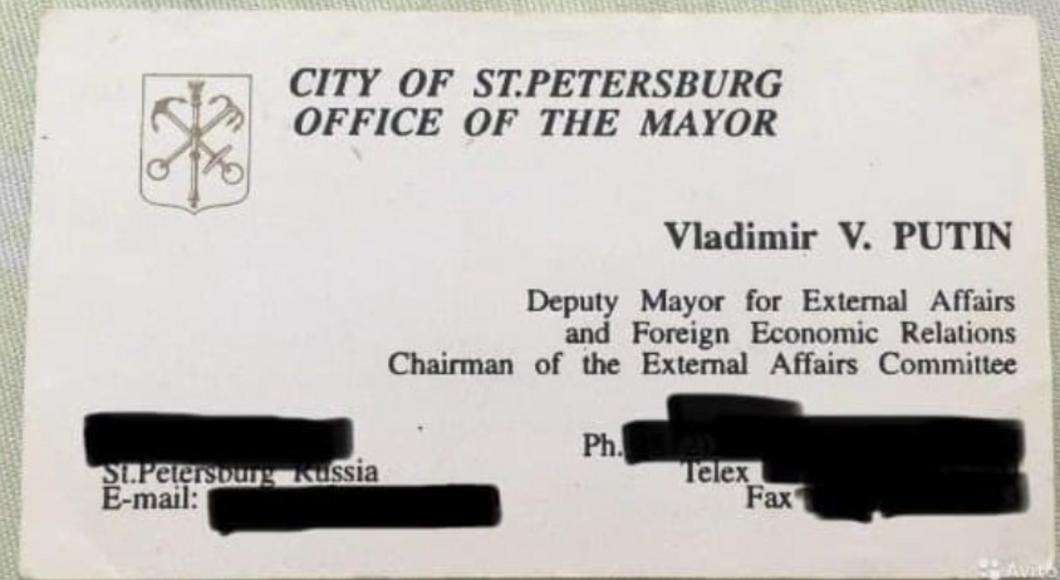 CITY OF ST.PETERSBURG
OFFICE OF THE MAYOR
Vladimir V. PUTIN
Deputy Mayor for External Affairs
and Foreign Economic Relations
Chairman of the External Affairs Committee
St.Petersburg Russia
E-mail:
Ph.
Telex
Fax
Avito